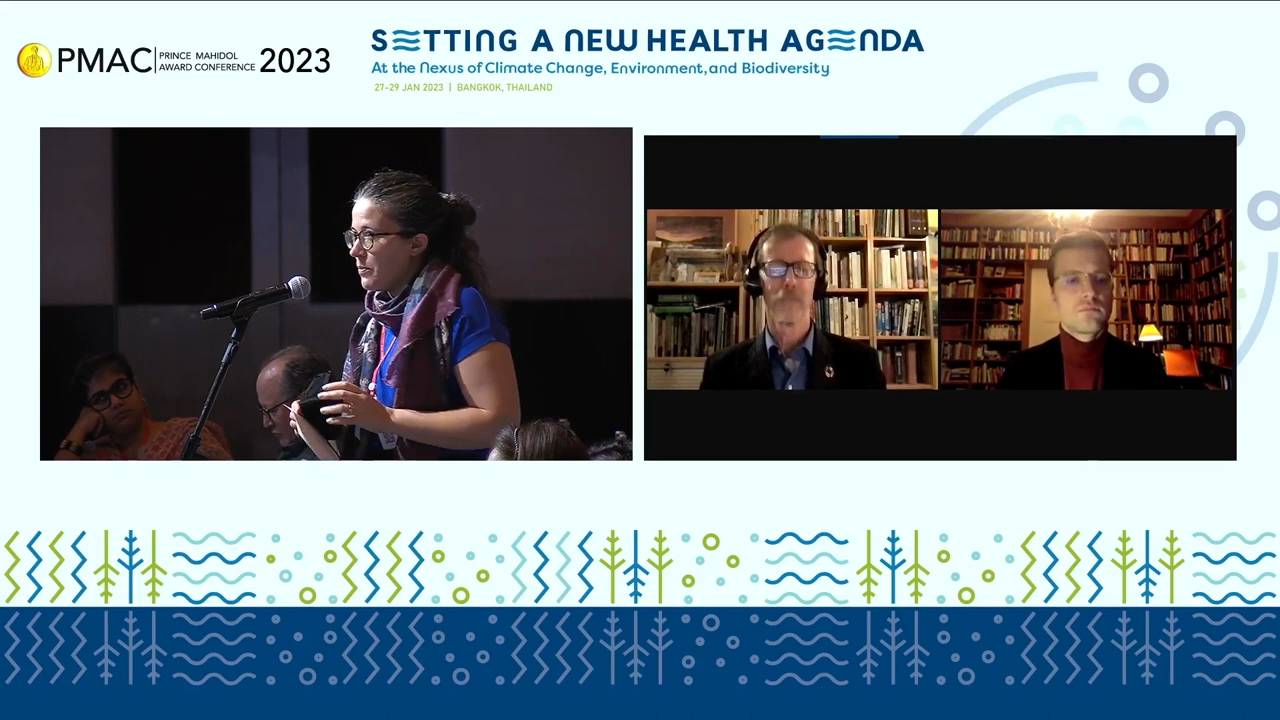 PMAC PRINCE MAHIDOL AWARD CONFERENCE 2023
SETTING A NEW HEALTH AGENDA
At the Nexus of Climate Change, Environment, and Biodiversity
27-29 JAN 2023 | BANGKOK, THAILAND